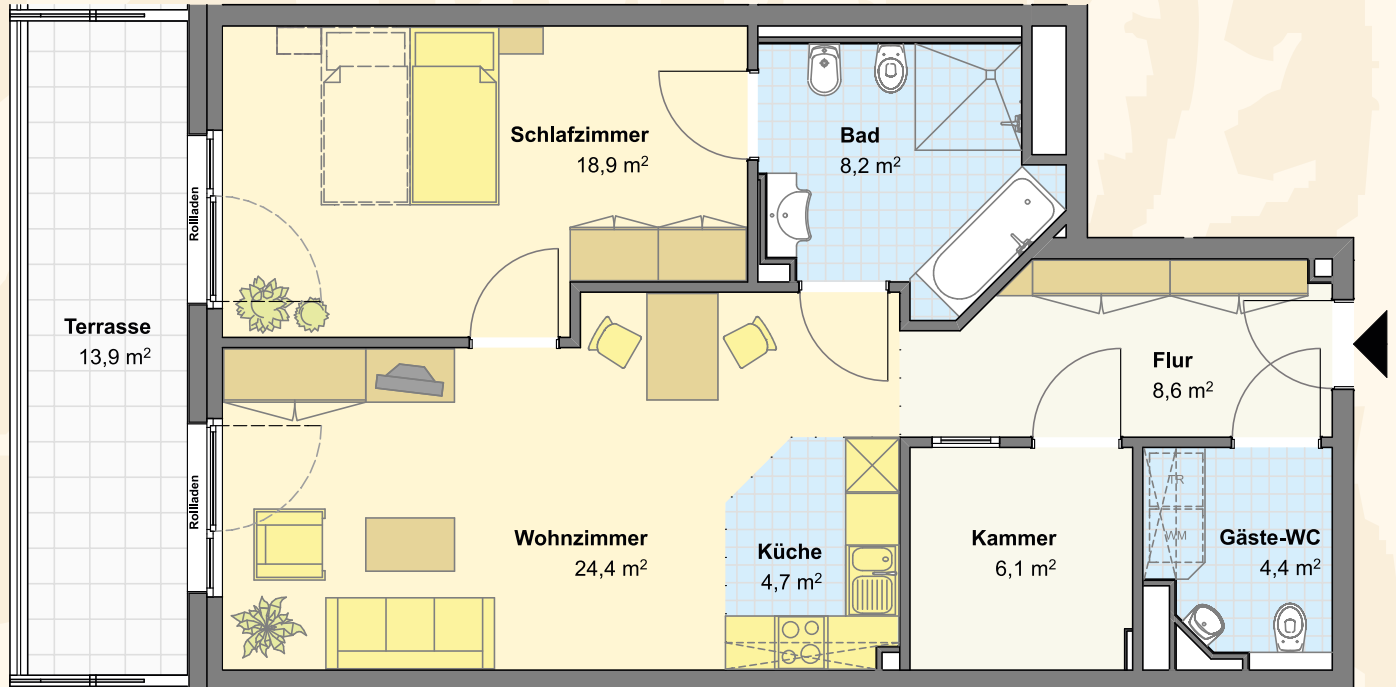 Schlafzimmer
18,9 m²
Bad
8,2 m²
Rollladen
Terrasse
13,9 m²
Flur
8,6 m²
Rollladen
Wohnzimmer
24,4 m²
Küche
4,7 m²
Kammer
6,1 m²
TR
WM
Gäste-WC
4,4 m²